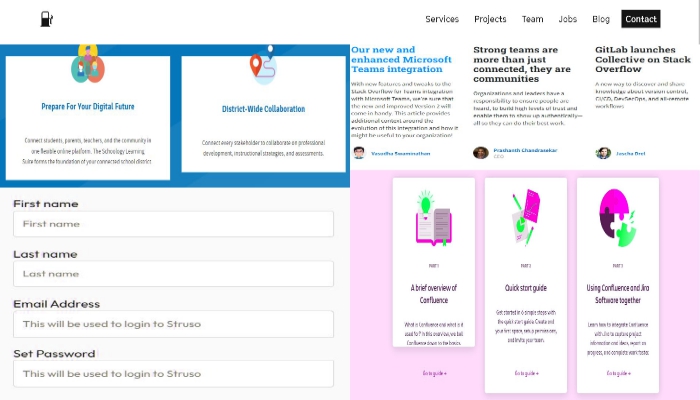 Services Projects Team Jobs Blog Contact
Prepare For Your Digital Future
Connect students, parents, teachers, and the community in
one flexible online platform. The Schoology Learning
Suite forms the foundation of your connected school district.
District-Wide Collaboration
Connect every stakeholder to collaborate on professional
development, instructional strategies, and assessments.
Our new and
enhanced Microsoft
Teams integration
With new features and tweaks to the
Stack Overflow for Teams integration
with Microsoft Teams, we're sure that
the new and improved Version 2 will
come in handy. This article provides
additional context around the
evolution of this integration and how it
might be useful to your organization!
Vasudha Swaminathan
Strong teams are
more than just
connected, they are
communities
Organizations and leaders have a
responsibility to ensure people are
heard, to build high levels of trust and
enable them to show up authentically—
all so they can do their best work.
Prashanth Chandrasekar
CEO
GitLab launches
Collective on Stack
Overflow
A new way to discover and share
knowledge about version control,
CI/CD, DevSecOps, and all-remote
workflows
Jascha Drel
First name
First name
Last name
Last name
Email Address
This will be used to login to Struso
Set Password
This will be used to login to Struso
PART 1
A brief overview of
Confluence
What is Confluence and what is it
used for? In this overview, we tell
Confluence down to the basics.
Go to guide
PART 2
Quick start guide
Get started in 6 simple steps with
the quick start guide. Create and
your first space, set up permissions,
and invite your team.
Go to guide
PART 3
Using Confluence and Jira
Software together
Learn how to integrate Confluence
with Jira to capture project
information and ideas, report on
progress, and complete work faster.
Go to guide